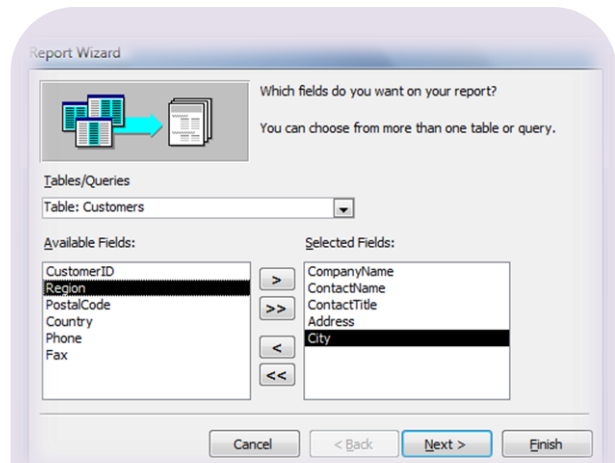 Report Wizard
Which fields do you want on your report?
You can choose from more than one table or query.
Tables/Queries
Table: Customers
Available Fields:
Selected Fields:
CustomerID
Region
PostalCode
Country
Phone
Fax
>
>>
<
<<
CompanyName
ContactName
ContactTitle
Address
City
Cancel
< Back
Next >
Finish